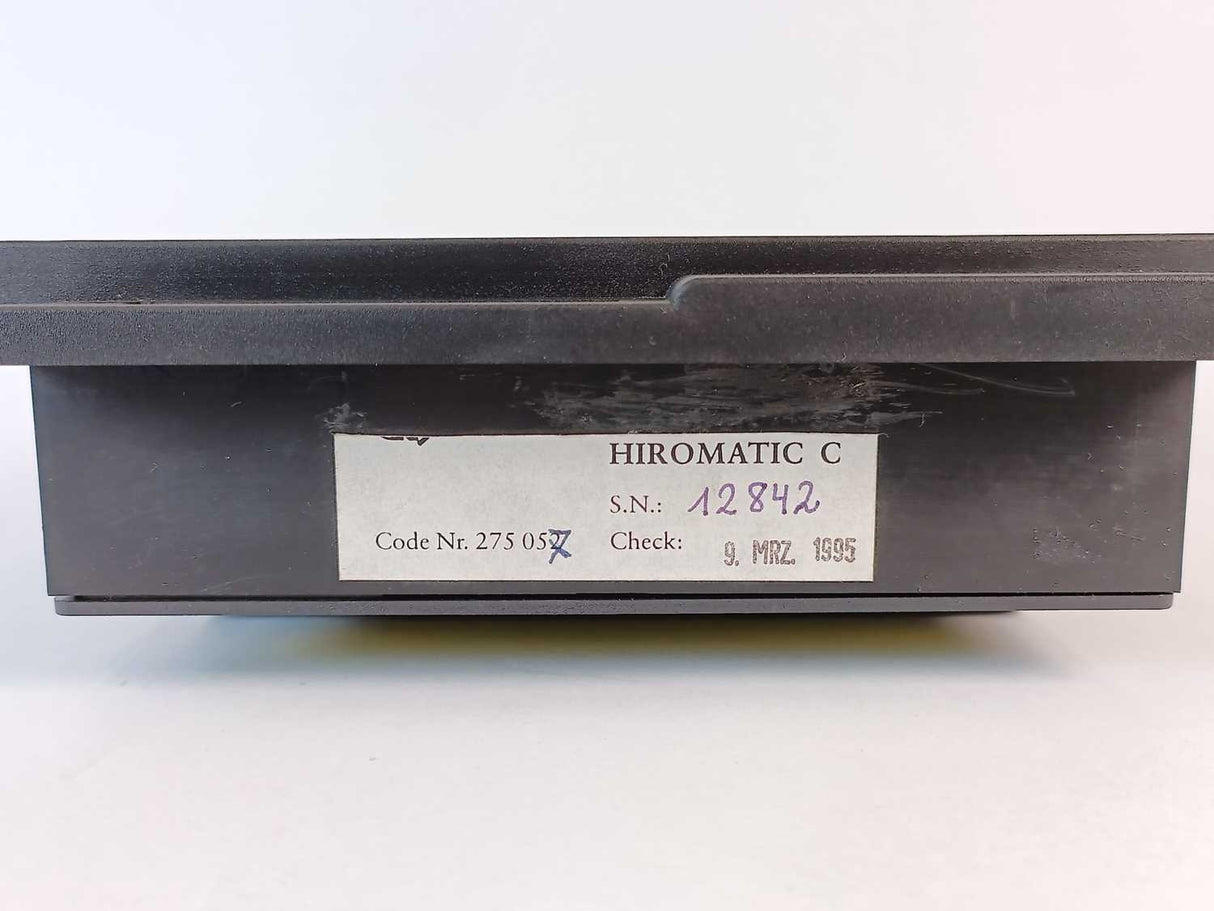 HIROMATIC C
S.N.: 12842
Code Nr. 275 057
Check: 9. MRZ. 1995